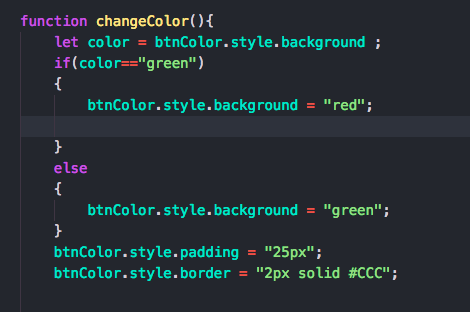 function changeColor(){
let color = btnColor.style.background ;
if(color=="green")
{
btnColor.style.background = "red";
}
else
{
btnColor.style.background = "green";
}
btnColor.style.padding = "25px";
btnColor.style.border = "2px solid #CCC";